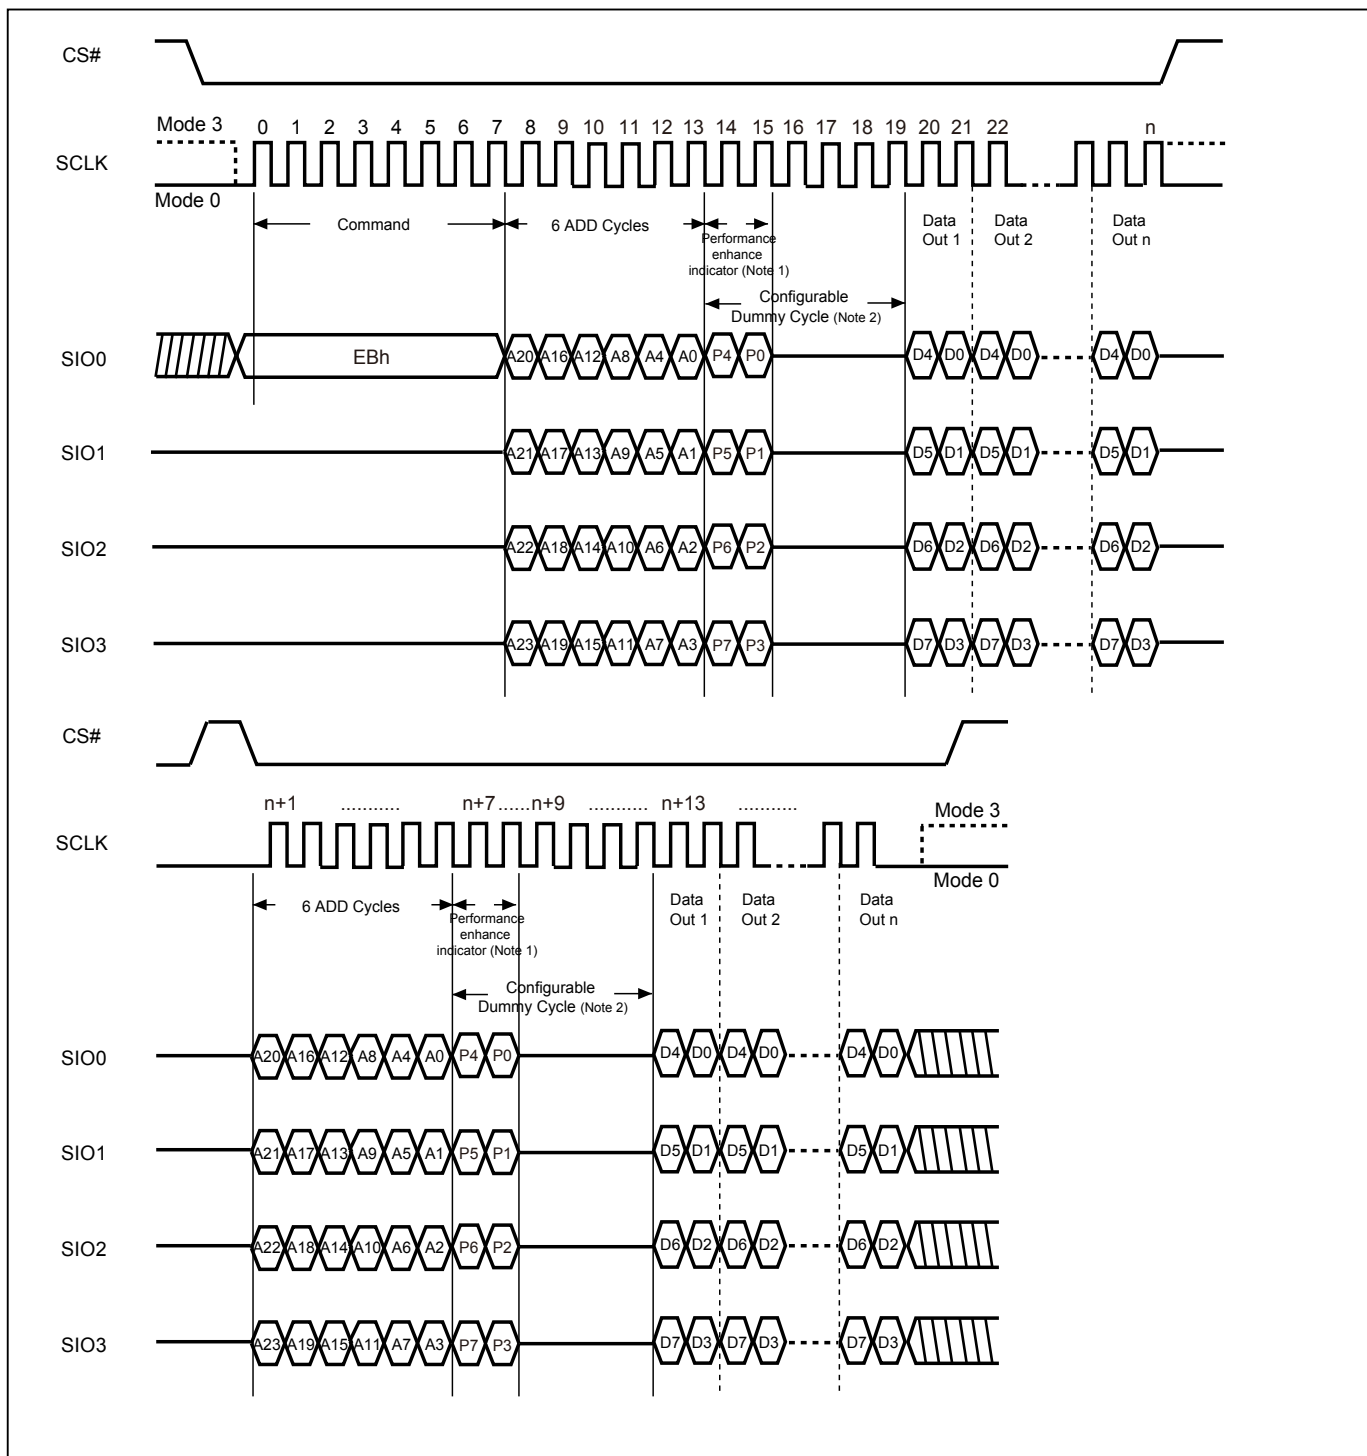 CS#
Mode 3
0 1 2 3 4 5 6 7 8 9 10 11 12 13 14 15 16 17 18 19 20 21 22 n
SCLK
Mode 0
Command
6 ADD Cycles
Performance
enhance
indicator (Note 1)
Data
Out 1
Data
Out 2
Data
Out n
Configurable
Dummy Cycle (Note 2)
SIO0 EBh A20 A16 A12 A8 A4 A0 P4 P0 D4 D0 D4 D0 D4 D0
SIO1 A21 A17 A13 A9 A5 A1 P5 P1 D5 D1 D5 D1 D5 D1
SIO2 A22 A18 A14 A10 A6 A2 P6 P2 D6 D2 D6 D2 D6 D2
SIO3 A23 A19 A15 A11 A7 A3 P7 P3 D7 D3 D7 D3 D7 D3
CS#
n+1 ........... n+7 ......n+9 ........... n+13 ...........
Mode 3
SCLK
Mode 0
6 ADD Cycles
Performance
enhance
indicator (Note 1)
Data
Out 1
Data
Out 2
Data
Out n
Configurable
Dummy Cycle (Note 2)
SIO0 A20 A16 A12 A8 A4 A0 P4 P0 D4 D0 D4 D0 D4 D0
SIO1 A21 A17 A13 A9 A5 A1 P5 P1 D5 D1 D5 D1 D5 D1
SIO2 A22 A18 A14 A10 A6 A2 P6 P2 D6 D2 D6 D2 D6 D2
SIO3 A23 A19 A15 A11 A7 A3 P7 P3 D7 D3 D7 D3 D7 D3